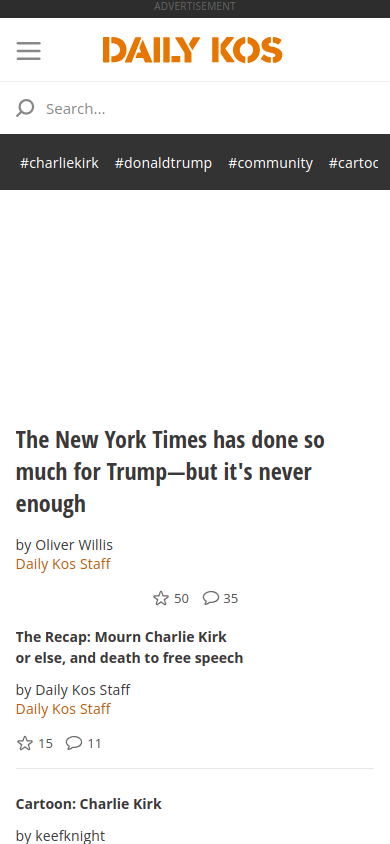 ADVERTISEMENT
DAILY KOS
Search...
#charliekirk #donaldtrump #community #cartoc
The New York Times has done so
much for Trump—but it's never
enough
by Oliver Willis
Daily Kos Staff
50 35
The Recap: Mourn Charlie Kirk
or else, and death to free speech
by Daily Kos Staff
Daily Kos Staff
15 11
Cartoon: Charlie Kirk
by keefknight